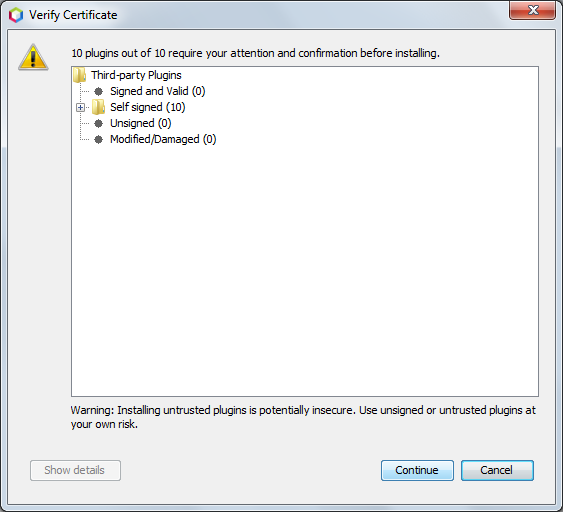 Verify Certificate
10 plugins out of 10 require your attention and confirmation before installing.
Third-party Plugins
Signed and Valid (0)
Self signed (10)
Unsigned (0)
Modified/Damaged (0)
Warning: Installing untrusted plugins is potentially insecure. Use unsigned or untrusted plugins at
your own risk.
Show details
Continue
Cancel